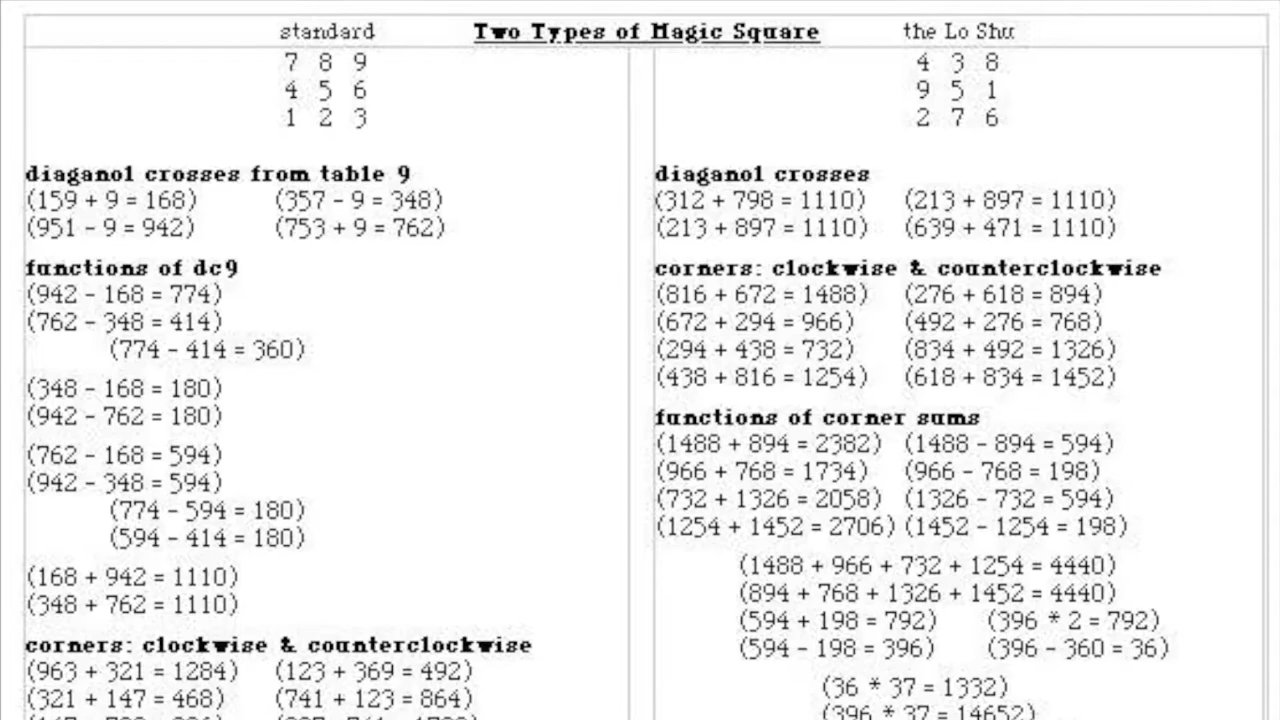 standard Two Types of Magic Square the Lo Shu
7 8 9
4 5 6
1 2 3
diaganol crosses from table 9
(159 + 9 = 168) (357 - 9 = 348)
(951 - 9 = 942) (753 + 9 = 762)
functions of dc9
(942 - 168 = 774)
(762 - 348 = 414)
(774 - 414 = 360)
(348 - 168 = 180)
(942 - 762 = 180)
(762 - 168 = 594)
(942 - 348 = 594)
(774 - 594 = 180)
(594 - 414 = 180)
(168 + 942 = 1110)
(348 + 762 = 1110)
corners: clockwise & counterclockwise
(963 + 321 = 1284) (123 + 369 = 492)
(321 + 147 = 468) (741 + 123 = 864)
4 3 8
9 5 1
2 7 6
diaganol crosses
(312 + 798 = 1110) (213 + 897 = 1110)
(213 + 897 = 1110) (639 + 471 = 1110)
corners: clockwise & counterclockwise
(816 + 672 = 1488) (276 + 618 = 894)
(672 + 294 = 966) (492 + 276 = 768)
(294 + 438 = 732) (834 + 492 = 1326)
(438 + 816 = 1254) (618 + 834 = 1452)
functions of corner sums
(1488 + 894 = 2382) (1488 - 894 = 594)
(966 + 768 = 1734) (966 - 768 = 198)
(732 + 1326 = 2058) (1326 - 732 = 594)
(1254 + 1452 = 2706) (1452 - 1254 = 198)
(1488 + 966 + 732 + 1254 = 4440)
(894 + 768 + 1326 + 1452 = 4440)
(594 + 198 = 792) (396 * 2 = 792)
(594 - 198 = 396) (396 - 360 = 36)
(36 * 37 = 1332)
(396 * 37 = 14652)